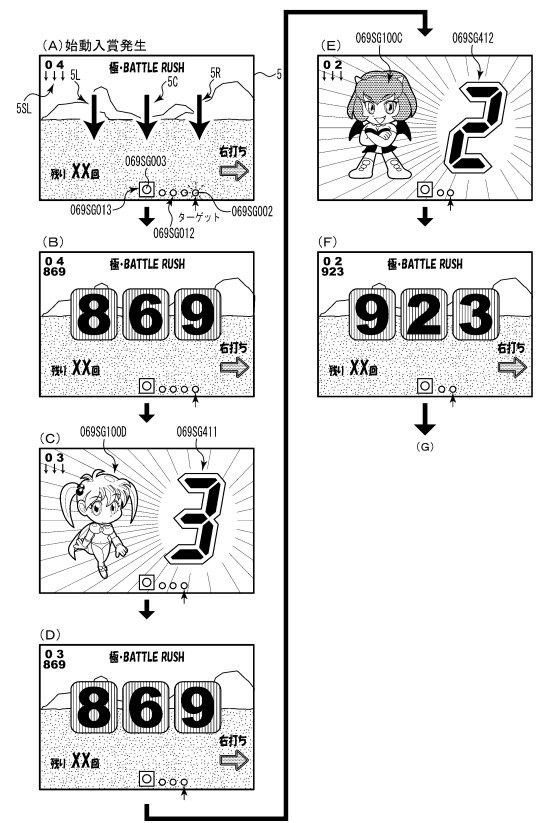 (A)始動入賞発生
0 4
↓↓↓
極・BATTLE RUSH
5L
5C
5R
5
5SL
残り XX回
右打ち
069SG003
069SG013
069SG012
ターゲット
069SG002
(B)
0 4
869
極・BATTLE RUSH
8 6 9
残り XX回
右打ち
(C)
069SG100D
069SG411
0 3
↓↓↓
3
(D)
0 3
869
極・BATTLE RUSH
8 6 9
残り XX回
右打ち
(E)
069SG100C
069SG412
0 2
↓↓↓
2
(F)
0 2
923
極・BATTLE RUSH
9 2 3
残り XX回
右打ち
(G)